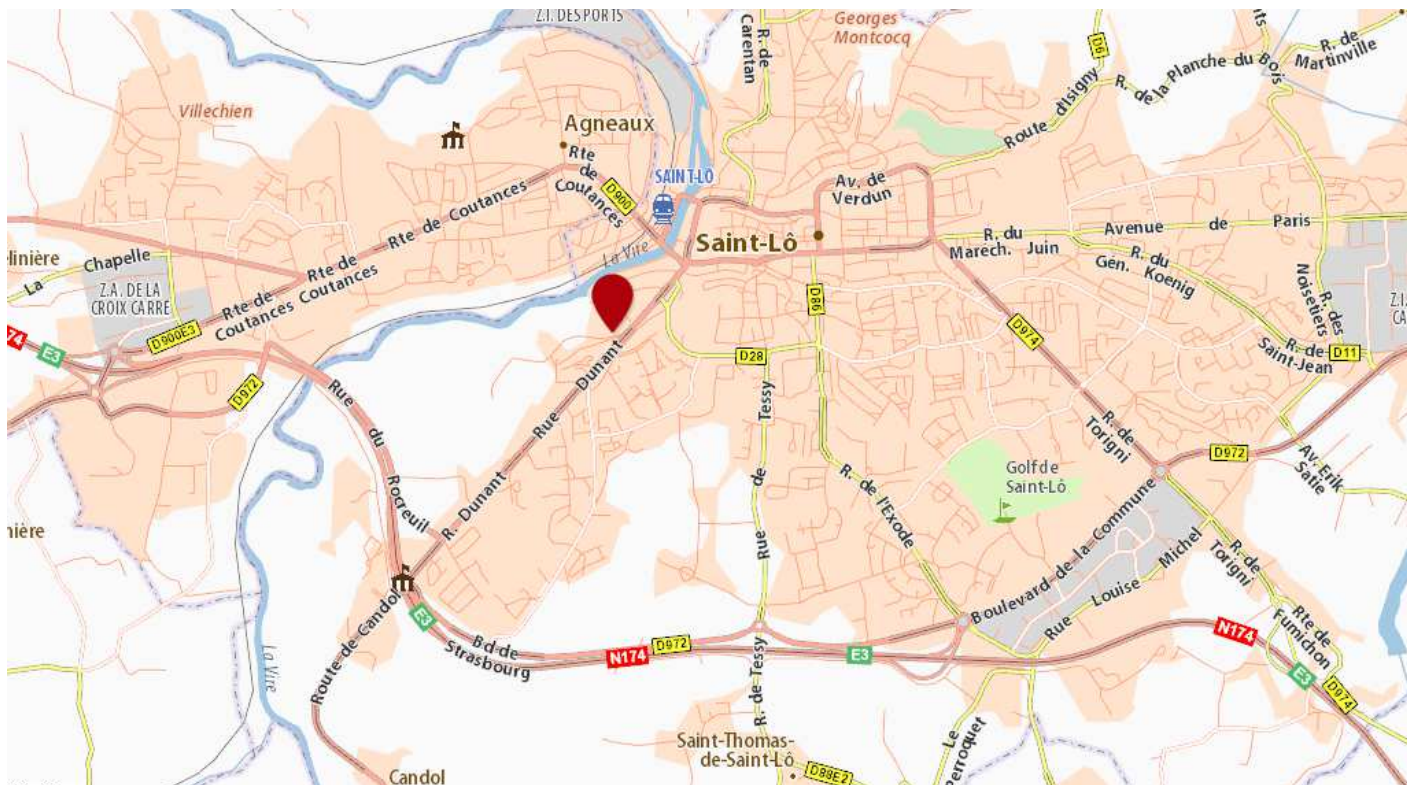 Z.I. DES PORTS
Georges
Montcocq
R. de
Carentan
D6
R. de
Martinville
R. de la Planche du Bois
Route d'Isigny
Villechien
Agneaux
Rte
de
Coutances
D900
SAINT-LÔ
Av. de
Verdun
Saint-Lô
La Vire
Rte de Coutances
R. du
Marech. Juin
Avenue de Paris
R. du
Gén. Koenig
R. des
Noisetiers
La Chapelle
Z.A. DE LA
CROIX CARRE
Rte de
Coutances
Rte de
Coutances
D900E3
E3
D972
D86
D28
D974
R. de
Saint-Jean
D11
Rue Dunant
Rue
du
Rocreuil
R. Dunant
Rue de Tessy
R. de l'Exode
R. de
Torigni
Golf de
Saint-Lô
D972
Av. Erik
Satie
Boulevard de la Commune
Rue Louise Michel
R. de
Torigni
Rte de
Fumichon
Route de Candol
E3
Bd de
Strasbourg
N174
D972
E3
N174
E3
D974
La Vire
R. de Tessy
Le
Perroquet
Saint-Thomas-
de-Saint-Lô
D88E2
Candol